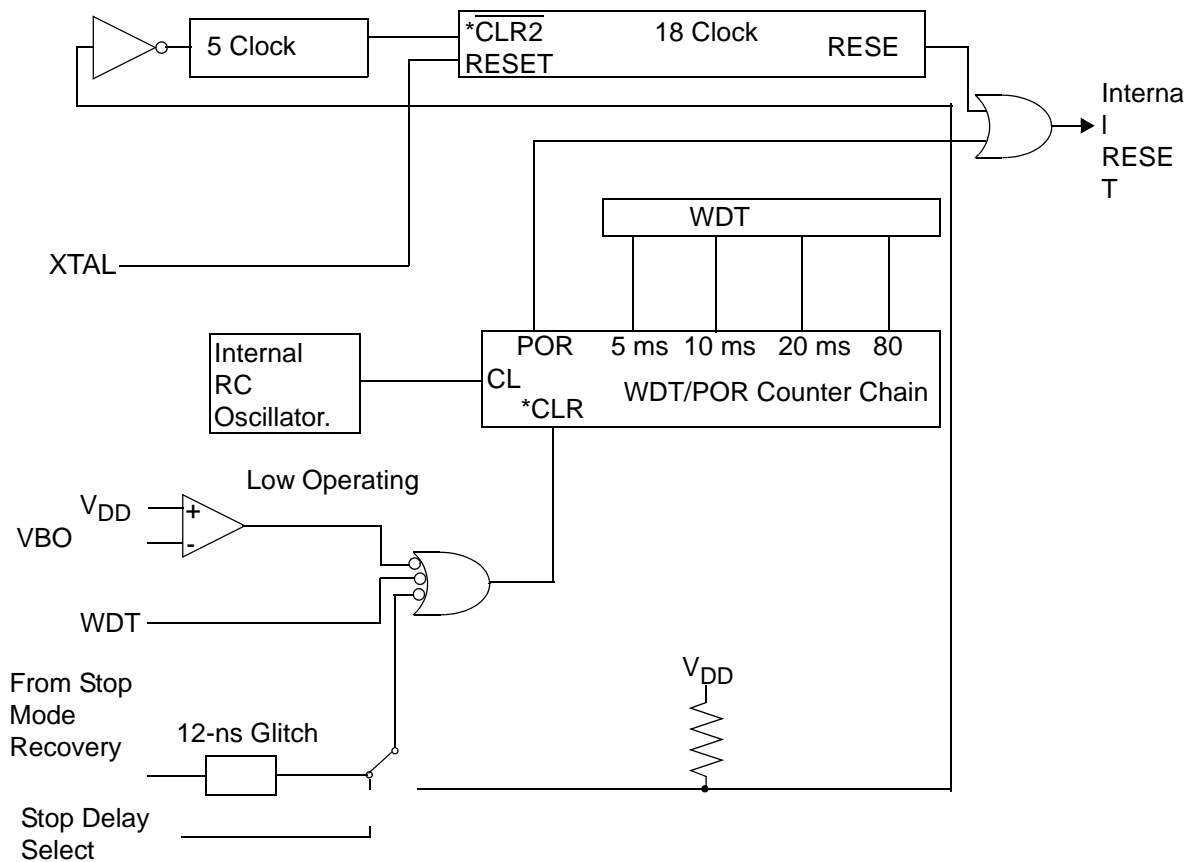 5 Clock
*CLR2
18 Clock
RESE
RESET
Interna
l
RESE
T
WDT
XTAL
POR
5 ms
10 ms
20 ms
80
Internal
RC
Oscillator.
CL
WDT/POR Counter Chain
*CLR
Low Operating
VDD
+
VBO
-
WDT
From Stop
Mode
Recovery
12-ns Glitch
VDD
Stop Delay
Select